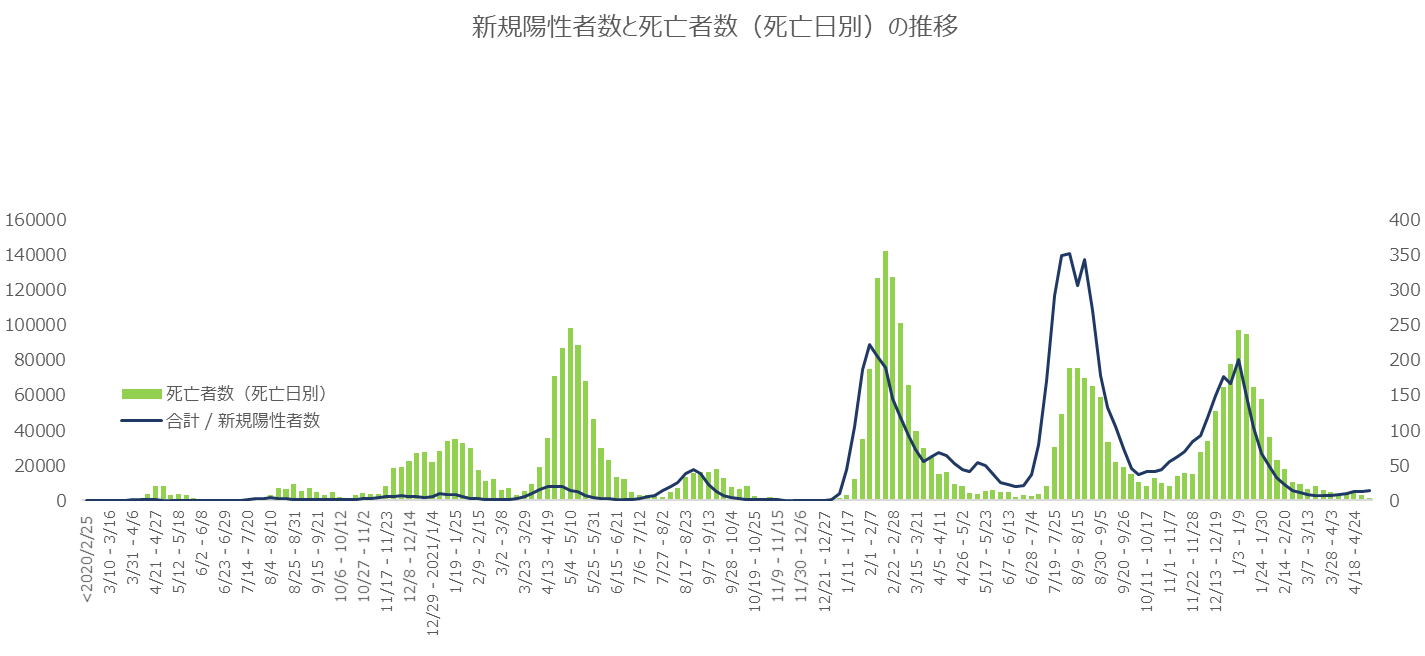 新規陽性者数と死亡者数（死亡日別）の推移
160000
140000
120000
100000
80000
60000
40000
20000
0
400
350
300
250
200
150
100
50
0
死亡者数（死亡日別）
合計 / 新規陽性者数
<2020/2/25
3/10 - 3/16
3/31 - 4/6
4/21 - 4/27
5/12 - 5/18
6/2 - 6/8
6/23 - 6/29
7/14 - 7/20
8/4 - 8/10
8/25 - 8/31
9/15 - 9/21
10/6 - 10/12
10/27 - 11/2
11/17 - 11/23
12/8 - 12/14
12/29 - 2021/1/4
1/19 - 1/25
2/9 - 2/15
3/2 - 3/8
3/23 - 3/29
4/13 - 4/19
5/4 - 5/10
5/25 - 5/31
6/15 - 6/21
7/6 - 7/12
7/27 - 8/2
8/17 - 8/23
9/7 - 9/13
9/28 - 10/4
10/19 - 10/25
11/9 - 11/15
11/30 - 12/6
12/21 - 12/27
1/11 - 1/17
2/1 - 2/7
2/22 - 2/28
3/15 - 3/21
4/5 - 4/11
4/26 - 5/2
5/17 - 5/23
6/7 - 6/13
6/28 - 7/4
7/19 - 7/25
8/9 - 8/15
8/30 - 9/5
9/20 - 9/26
10/11 - 10/17
11/1 - 11/7
11/22 - 11/28
12/13 - 12/19
1/3 - 1/9
1/24 - 1/30
2/14 - 2/20
3/7 - 3/13
3/28 - 4/3
4/18 - 4/24